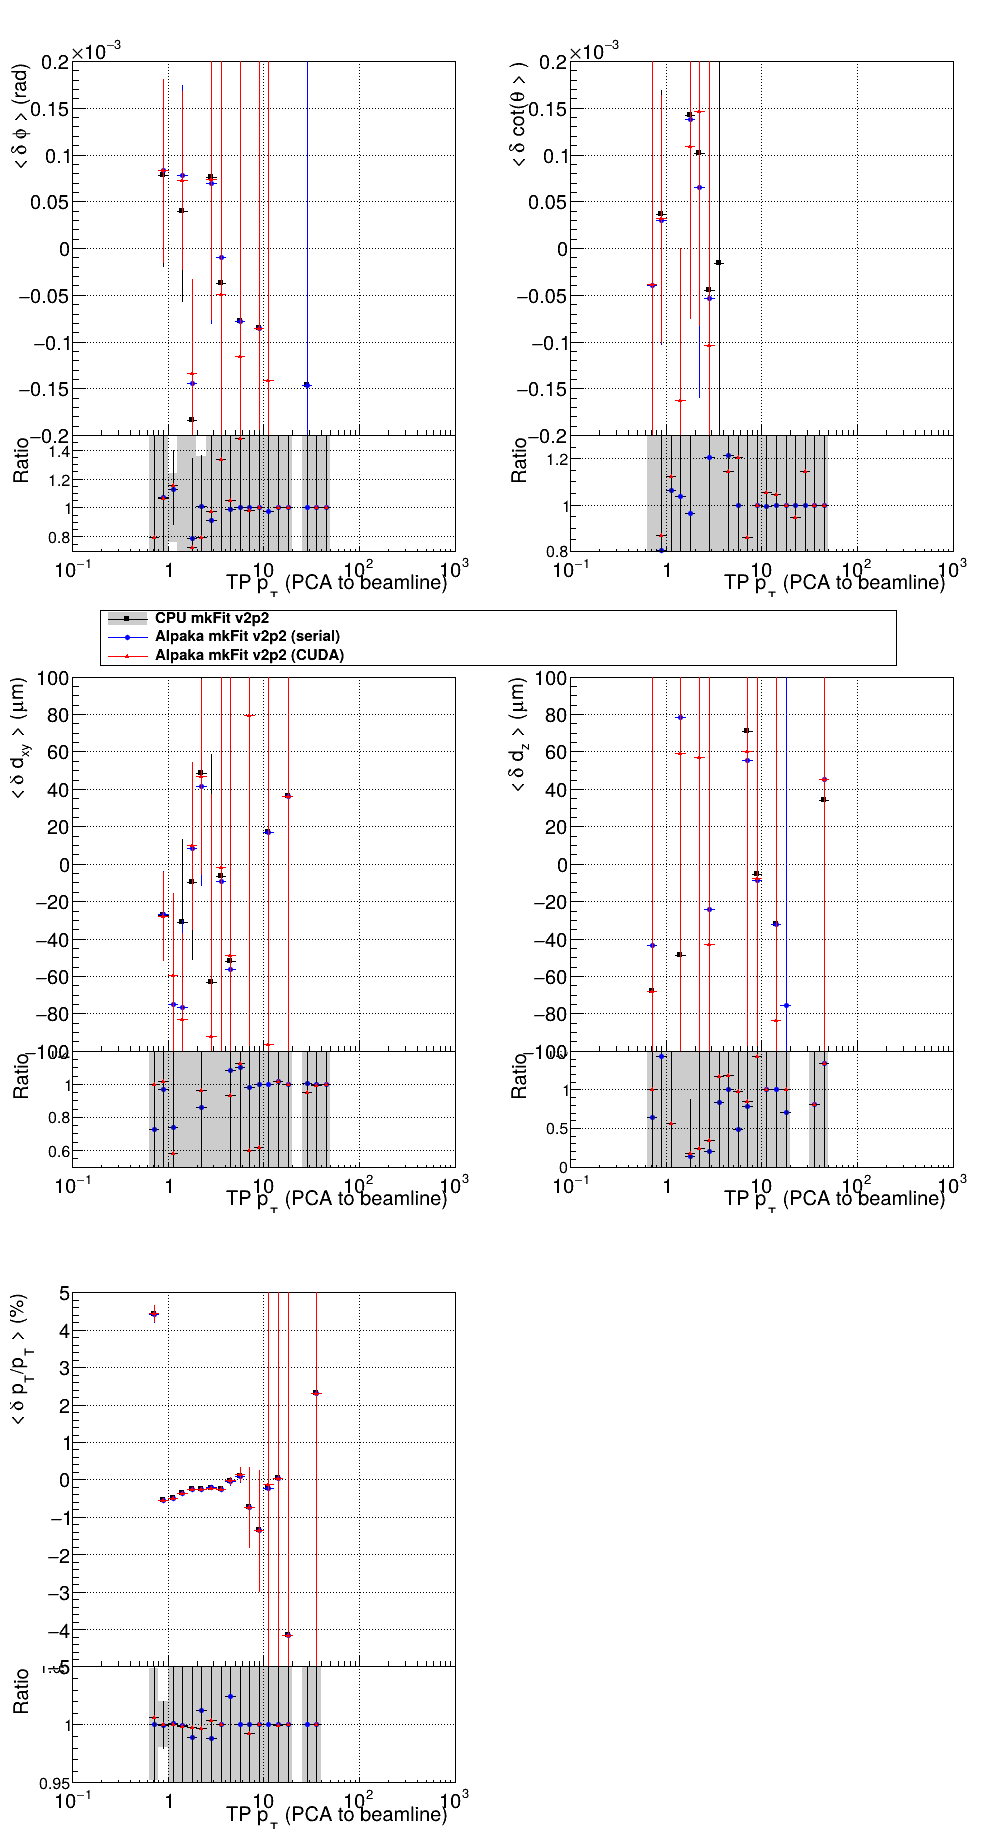 ×10⁻³
< δ φ > (rad)
0.2
0.15
0.1
0.05
0
−0.05
−0.1
−0.15
−0.2
Ratio
1.4
1.2
1
0.8
10⁻¹ 1 10 10² 10³
TP p_T (PCA to beamline)
×10⁻³
< δ cot(θ) >
0.2
0.15
0.1
0.05
0
−0.05
−0.1
−0.15
−0.2
Ratio
1.2
1
0.8
10⁻¹ 1 10 10² 10³
TP p_T (PCA to beamline)
CPU mkFit v2p2
Alpaka mkFit v2p2 (serial)
Alpaka mkFit v2p2 (CUDA)
< δ d_xy > (μm)
100
80
60
40
20
0
−20
−40
−60
−80
−100
Ratio
1
0.8
0.6
10⁻¹ 1 10 10² 10³
TP p_T (PCA to beamline)
< δ d_z > (μm)
100
80
60
40
20
0
−20
−40
−60
−80
−100
Ratio
1
0.5
0
10⁻¹ 1 10 10² 10³
TP p_T (PCA to beamline)
< δ p_T/p_T > (%)
5
4
3
2
1
0
−1
−2
−3
−4
−5
Ratio
1
0.95
10⁻¹ 1 10 10² 10³
TP p_T (PCA to beamline)